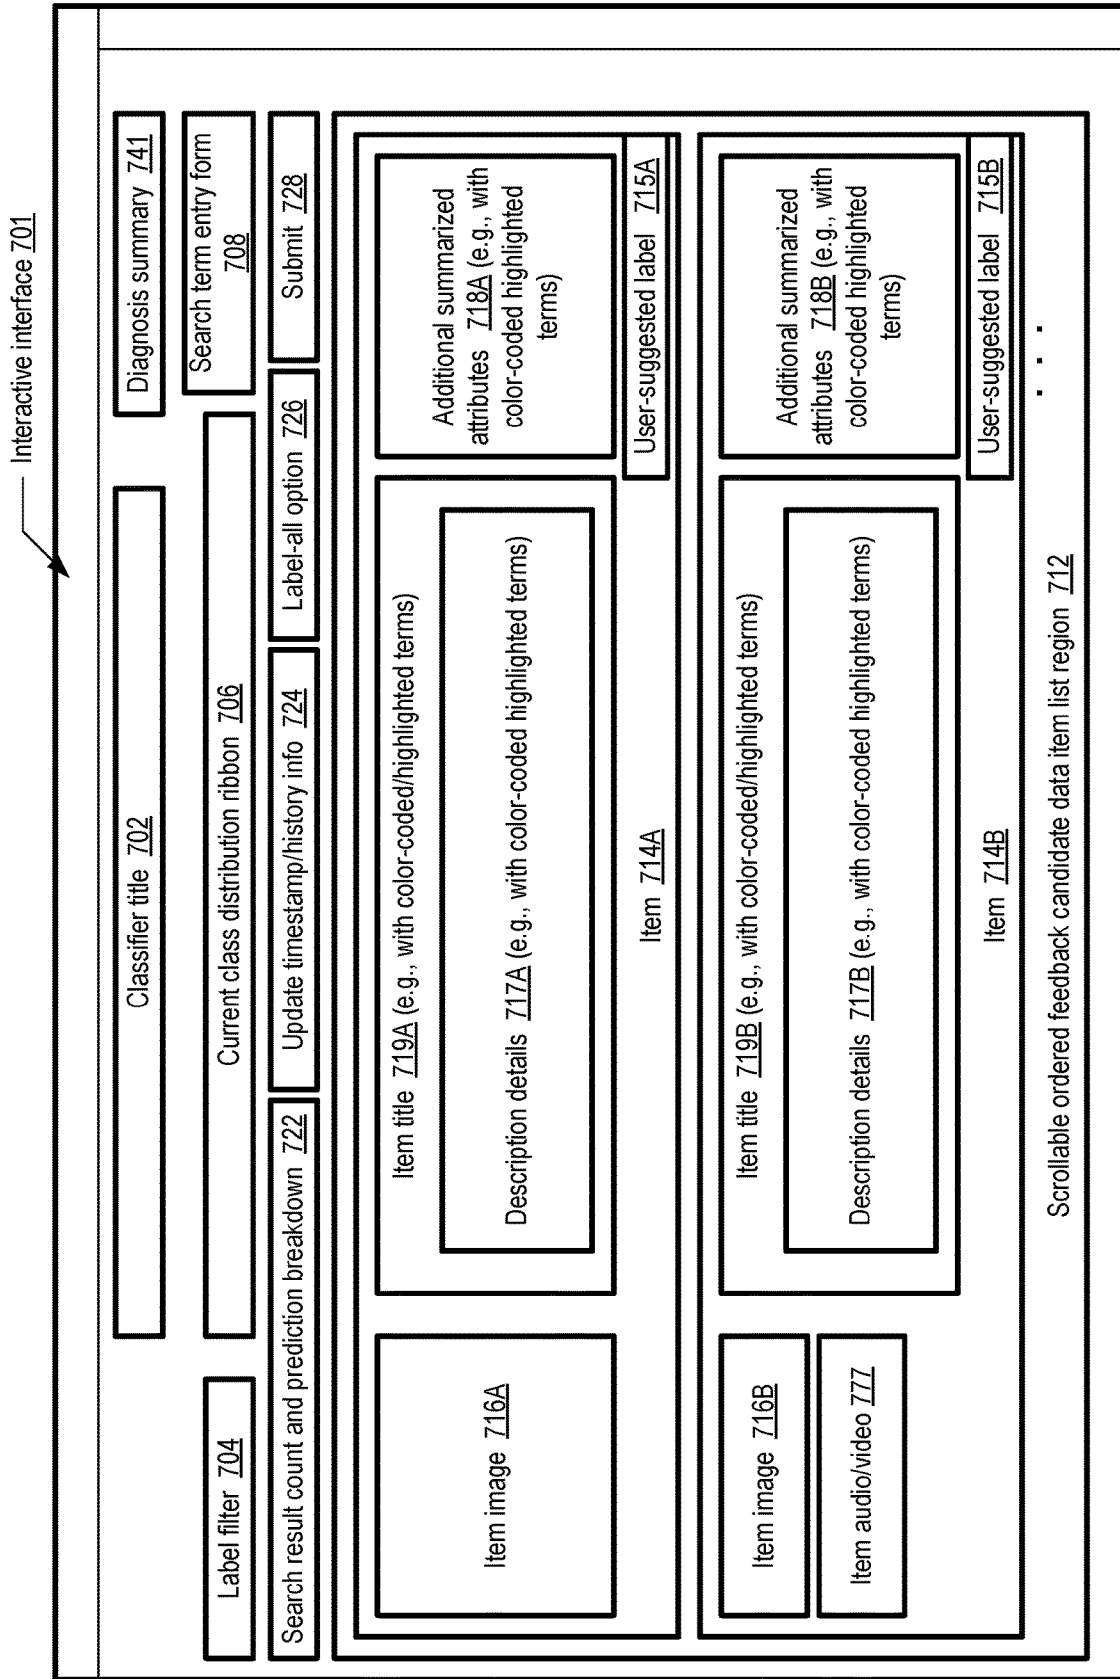 Interactive interface 701
Classifier title 702
Diagnosis summary 741
Label filter 704
Current class distribution ribbon 706
Search term entry form
708
Search result count and prediction breakdown 722
Update timestamp/history info 724
Label-all option 726
Submit 728
Item image 716A
Item title 719A (e.g., with color-coded/highlighted terms)
Description details 717A (e.g., with color-coded highlighted terms)
Additional summarized
attributes 718A (e.g., with
color-coded highlighted
terms)
User-suggested label 715A
Item 714A
Item image 716B
Item audio/video 777
Item title 719B (e.g., with color-coded/highlighted terms)
Description details 717B (e.g., with color-coded highlighted terms)
Additional summarized
attributes 718B (e.g., with
color-coded highlighted
terms)
User-suggested label 715B
Item 714B
. . .
Scrollable ordered feedback candidate data item list region 712